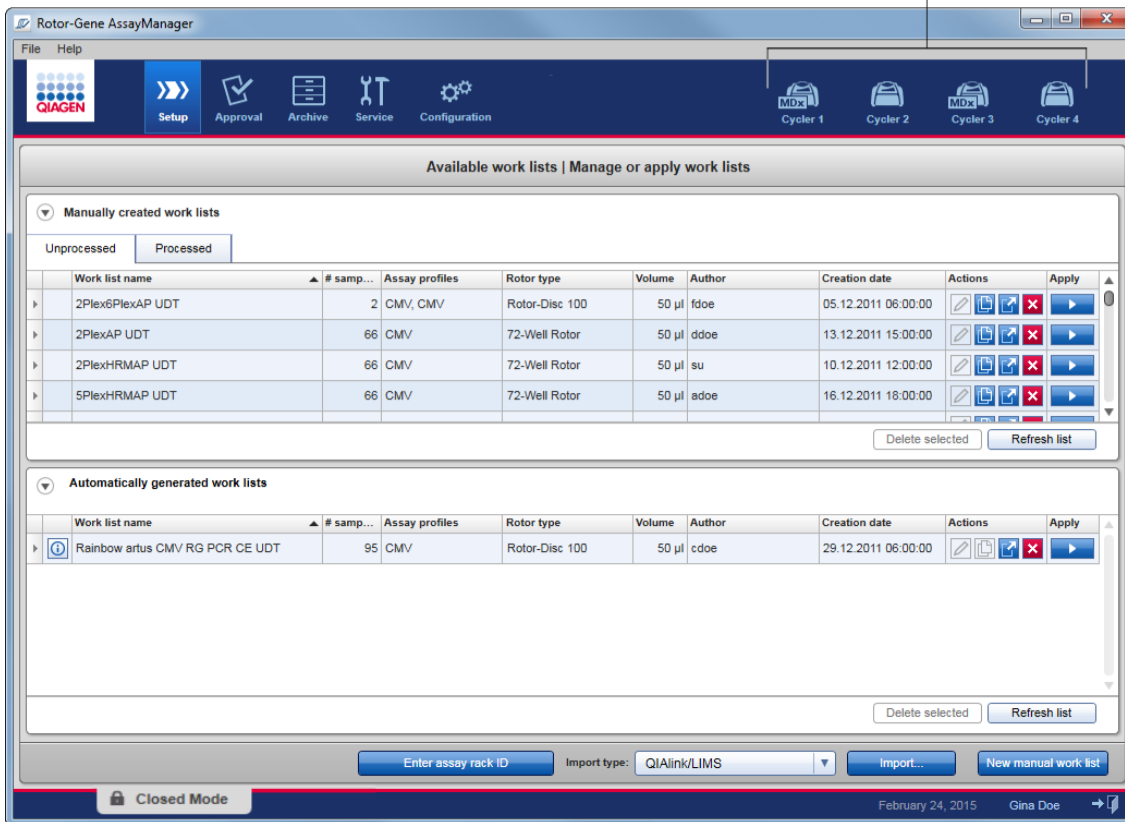 Rotor-Gene AssayManager
File Help
QIAGEN
Setup Approval Archive Service Configuration
MDx MDx
Cycler 1 Cycler 2 Cycler 3 Cycler 4
Available work lists | Manage or apply work lists
Manually created work lists
Unprocessed Processed
Work list name # samp... Assay profiles Rotor type Volume Author Creation date Actions Apply
2Plex6PlexAP UDT 2 CMV, CMV Rotor-Disc 100 50 µl fdoe 05.12.2011 06:00:00
2PlexAP UDT 66 CMV 72-Well Rotor 50 µl ddoe 13.12.2011 15:00:00
2PlexHRMAP UDT 66 CMV 72-Well Rotor 50 µl su 10.12.2011 12:00:00
5PlexHRMAP UDT 66 CMV 72-Well Rotor 50 µl adoe 16.12.2011 18:00:00
Delete selected Refresh list
Automatically generated work lists
Work list name # samp... Assay profiles Rotor type Volume Author Creation date Actions Apply
Rainbow artus CMV RG PCR CE UDT 95 CMV Rotor-Disc 100 50 µl cdoe 29.12.2011 06:00:00
Delete selected Refresh list
Enter assay rack ID Import type: QIAlink/LIMS Import... New manual work list
Closed Mode February 24, 2015 Gina Doe